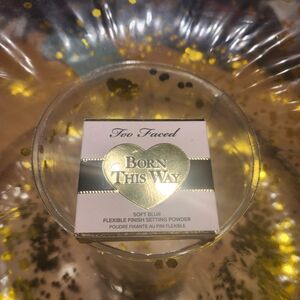 Too Faced
BORN
THIS WAY
SOFT BLUR
FLEXIBLE FINISH SETTING POWDER
POUDRE FIXANTE AU FINI FLEXIBLE